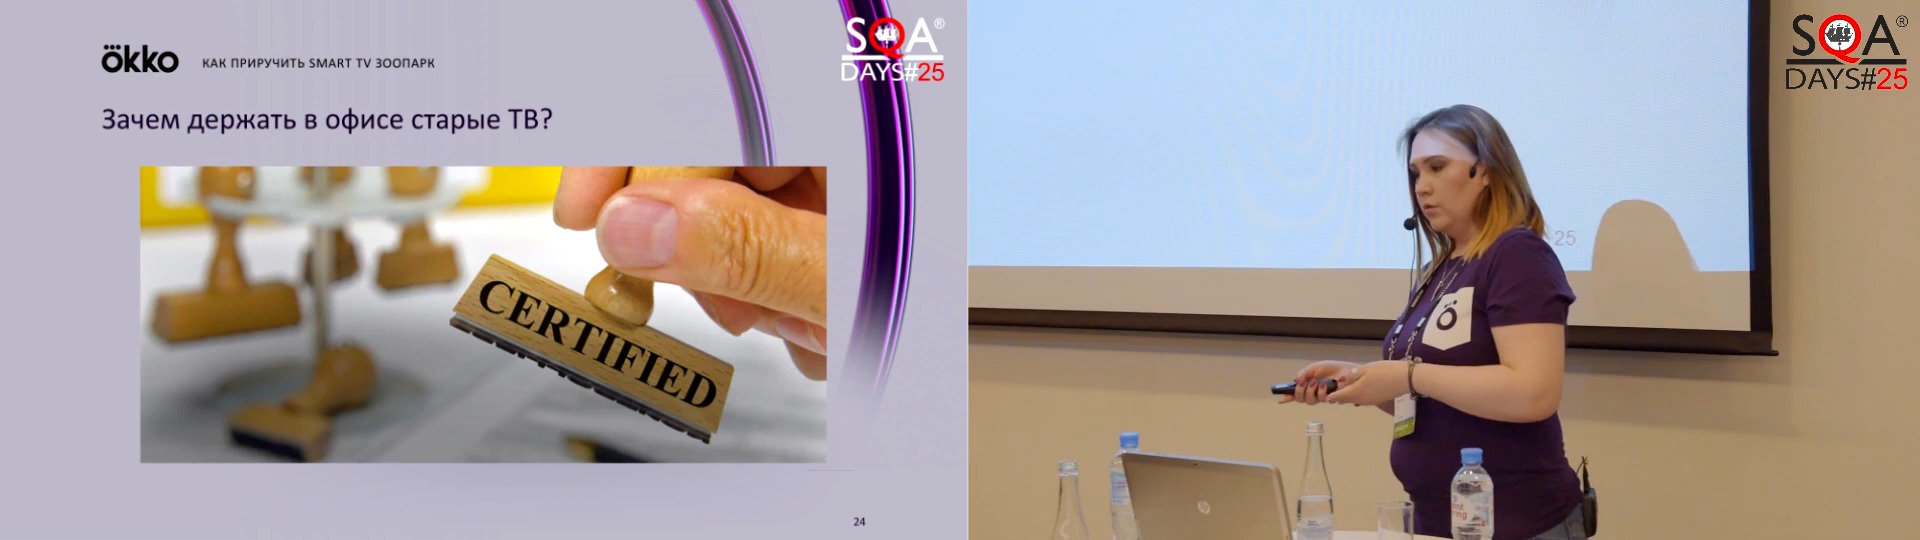 ökko
КАК ПРИРУЧИТЬ SMART TV ЗООПАРК
SQA®
DAYS#25
Зачем держать в офисе старые ТВ?
CERTIFIED
24
SQA®
DAYS#25
25
ö
hp